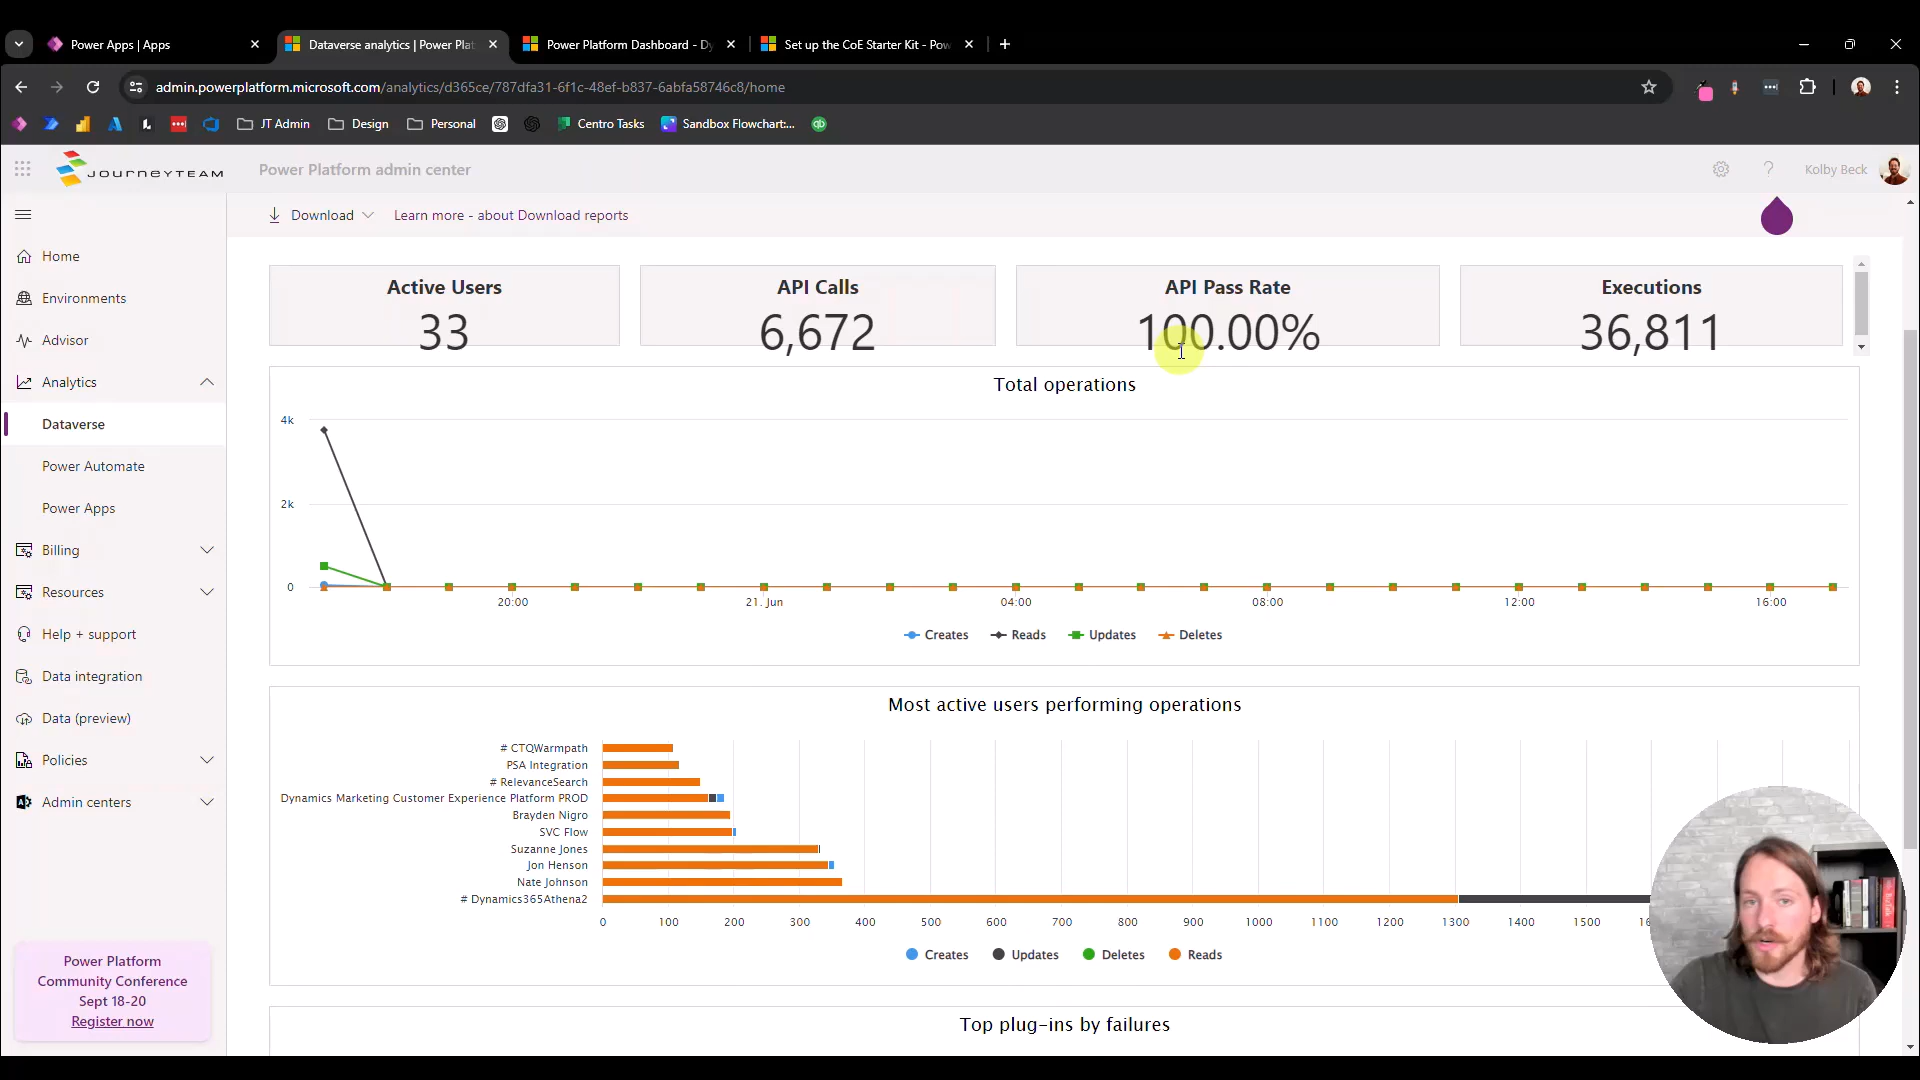 Power Apps | Apps
Dataverse analytics | Power Plat
Power Platform Dashboard - Dy
Set up the CoE Starter Kit - Pow
admin.powerplatform.microsoft.com/analytics/d365ce/787dfa31-6f1c-48ef-b837-6abfa58746c8/home
JT Admin
Design
Personal
Centro Tasks
Sandbox Flowchart:...
JOURNEYTEAM
Power Platform admin center
Kolby Beck
Download
Learn more - about Download reports
Home
Environments
Advisor
Analytics
Dataverse
Power Automate
Power Apps
Billing
Resources
Help + support
Data integration
Data (preview)
Policies
Admin centers
Power Platform
Community Conference
Sept 18-20
Register now
Active Users
33
API Calls
6,672
API Pass Rate
100.00%
Executions
36,811
Total operations
4k
2k
0
20:00 21. Jun 04:00 08:00 12:00 16:00
Creates Reads Updates Deletes
Most active users performing operations
# CTQWarmpath
PSA Integration
# RelevanceSearch
Dynamics Marketing Customer Experience Platform PROD
Brayden Nigro
SVC Flow
Suzanne Jones
Jon Henson
Nate Johnson
# Dynamics365Athena2
0 100 200 300 400 500 600 700 800 900 1000 1100 1200 1300 1400 1500
Creates Updates Deletes Reads
Top plug-ins by failures